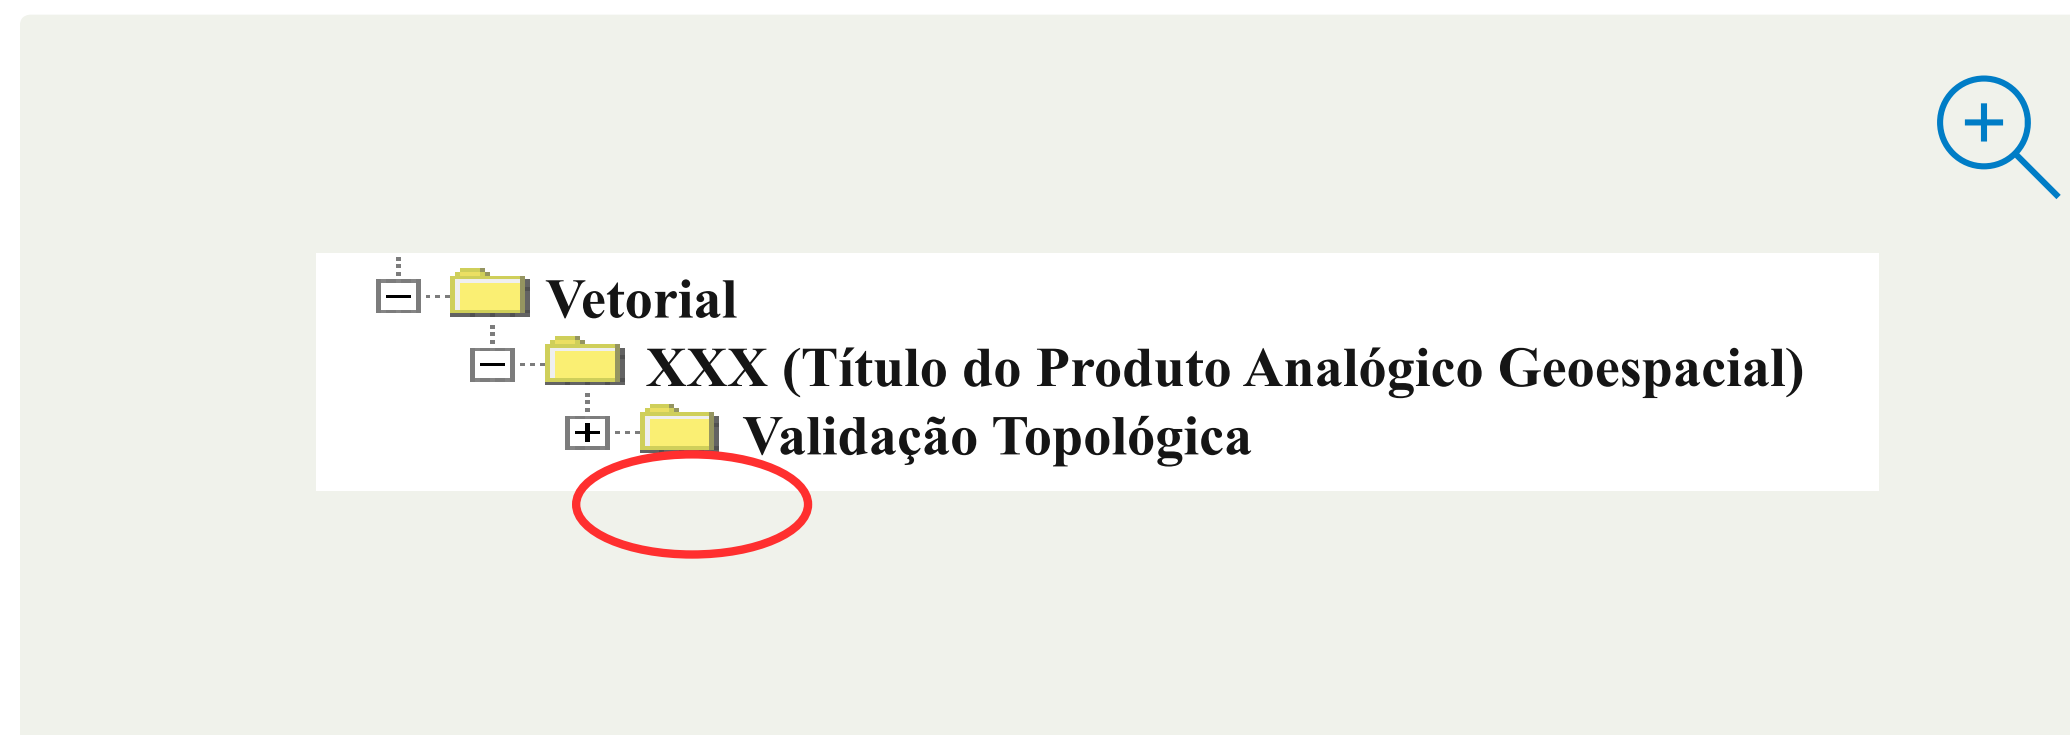 Vetorial
XXX (Título do Produto Analógico Geoespacial)
Validação Topológica